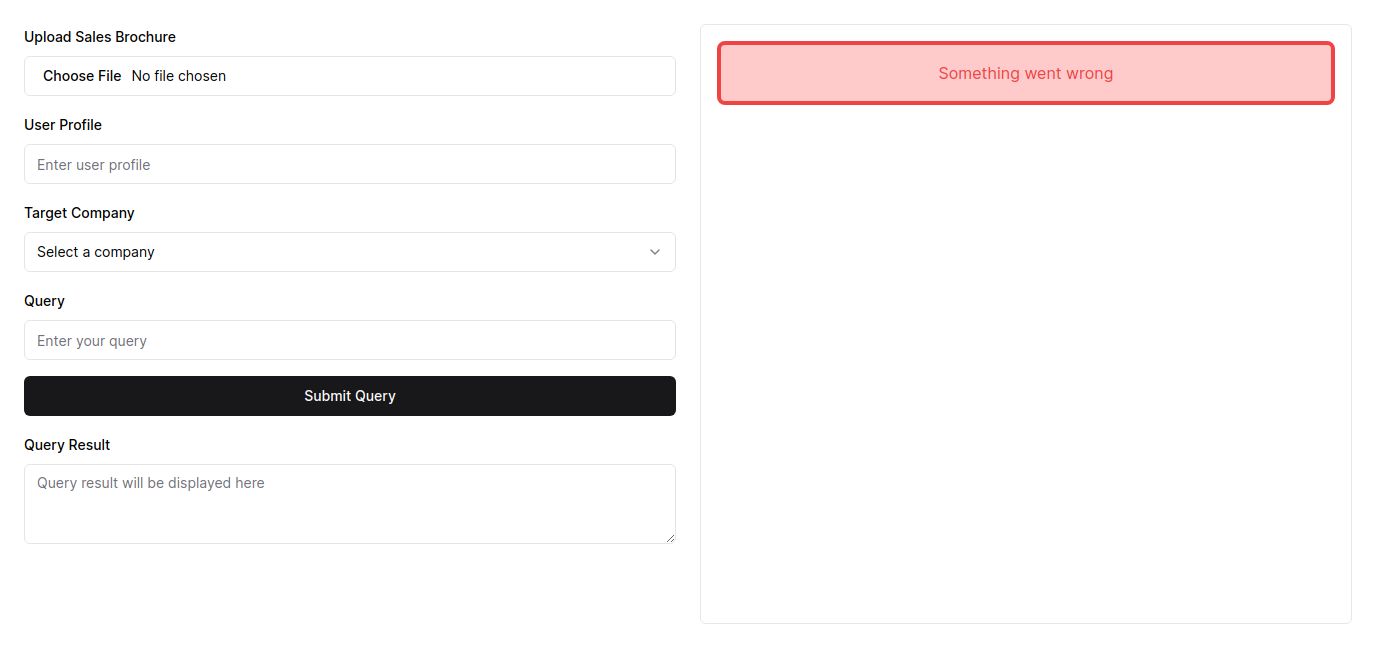 Upload Sales Brochure
Choose File No file chosen
User Profile
Enter user profile
Target Company
Select a company
Query
Enter your query
Submit Query
Query Result
Query result will be displayed here
Something went wrong